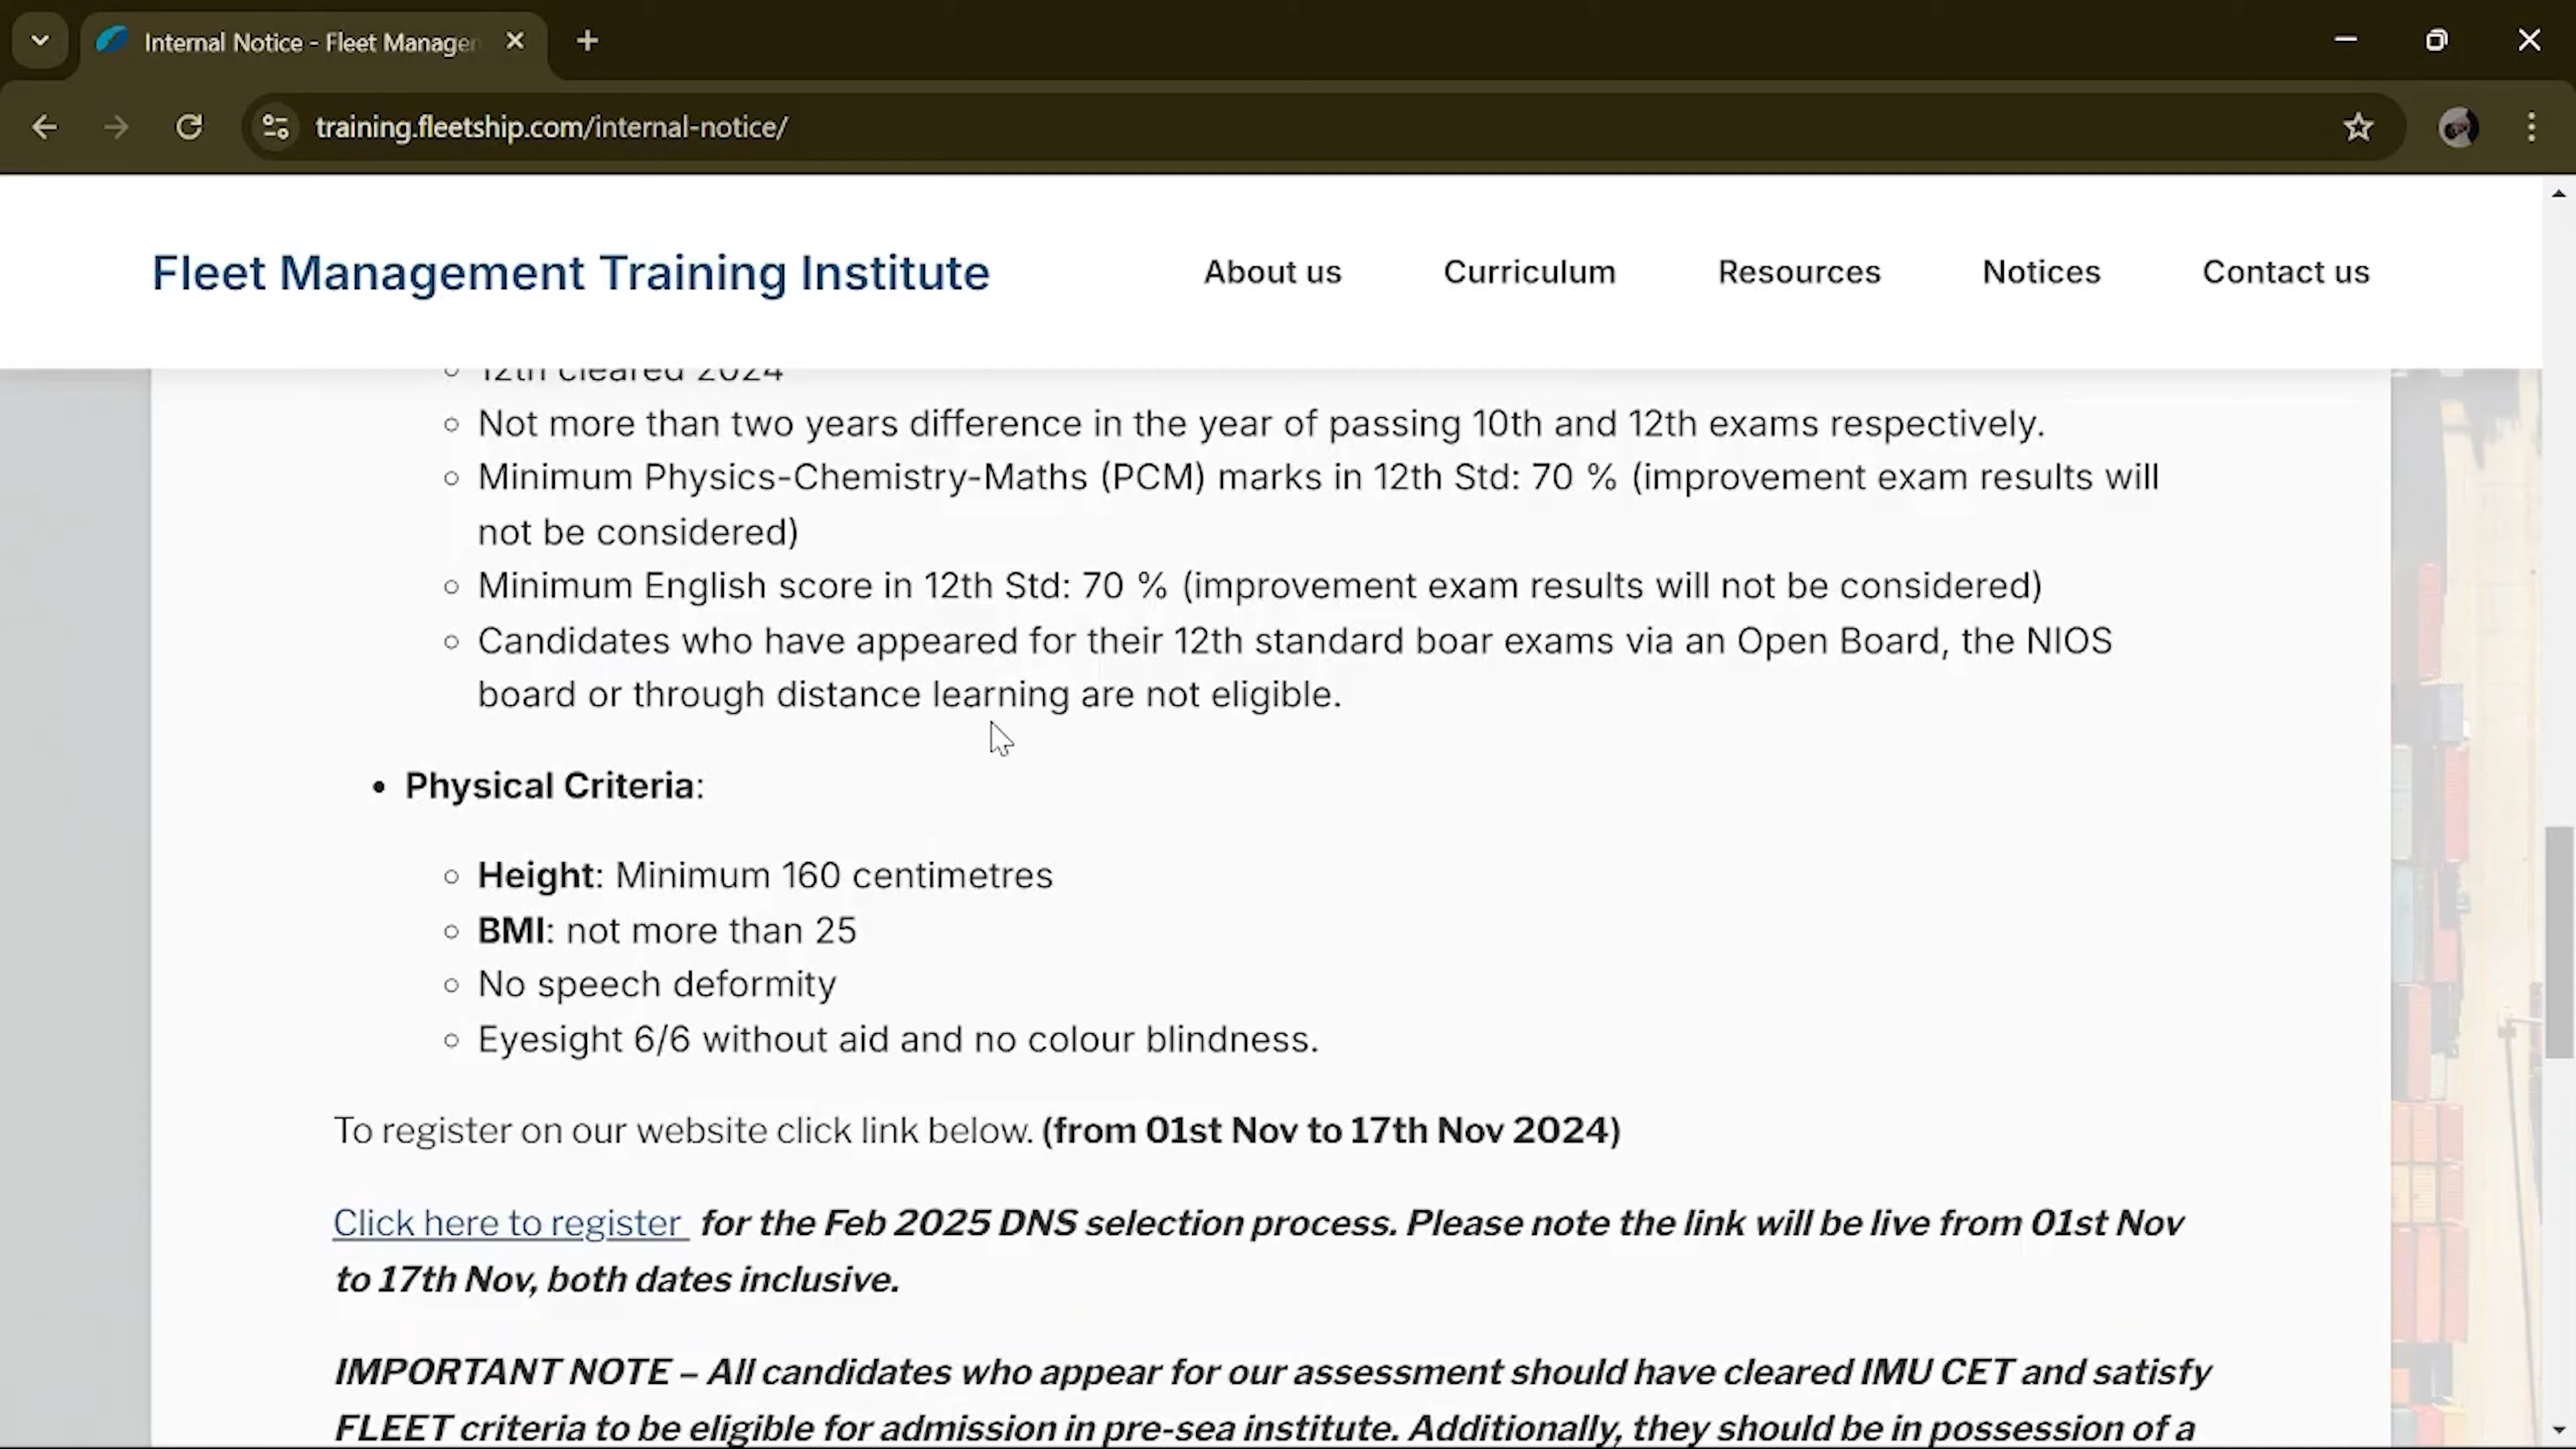 Internal Notice - Fleet Manager
training.fleetship.com/internal-notice/
Fleet Management Training Institute
About us
Curriculum
Resources
Notices
Contact us
12th cleared 2024
Not more than two years difference in the year of passing 10th and 12th exams respectively.
Minimum Physics-Chemistry-Maths (PCM) marks in 12th Std: 70 % (improvement exam results will
not be considered)
Minimum English score in 12th Std: 70 % (improvement exam results will not be considered)
Candidates who have appeared for their 12th standard boar exams via an Open Board, the NIOS
board or through distance learning are not eligible.
Physical Criteria:
Height: Minimum 160 centimetres
BMI: not more than 25
No speech deformity
Eyesight 6/6 without aid and no colour blindness.
To register on our website click link below. (from 01st Nov to 17th Nov 2024)
Click here to register for the Feb 2025 DNS selection process. Please note the link will be live from 01st Nov
to 17th Nov, both dates inclusive.
IMPORTANT NOTE – All candidates who appear for our assessment should have cleared IMU CET and satisfy
FLEET criteria to be eligible for admission in pre-sea institute. Additionally, they should be in possession of a